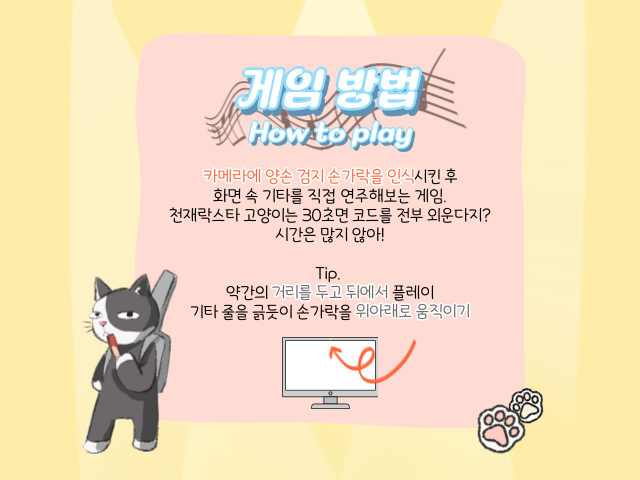 게임 방법
How to play
카메라에 양손 검지 손가락을 인식시킨 후
화면 속 기타를 직접 연주해보는 게임.
천재락스타 고양이는 30초면 코드를 전부 외운다지?
시간은 많지 않아!
Tip.
약간의 거리를 두고 뒤에서 플레이
기타 줄을 긁듯이 손가락을 위아래로 움직이기